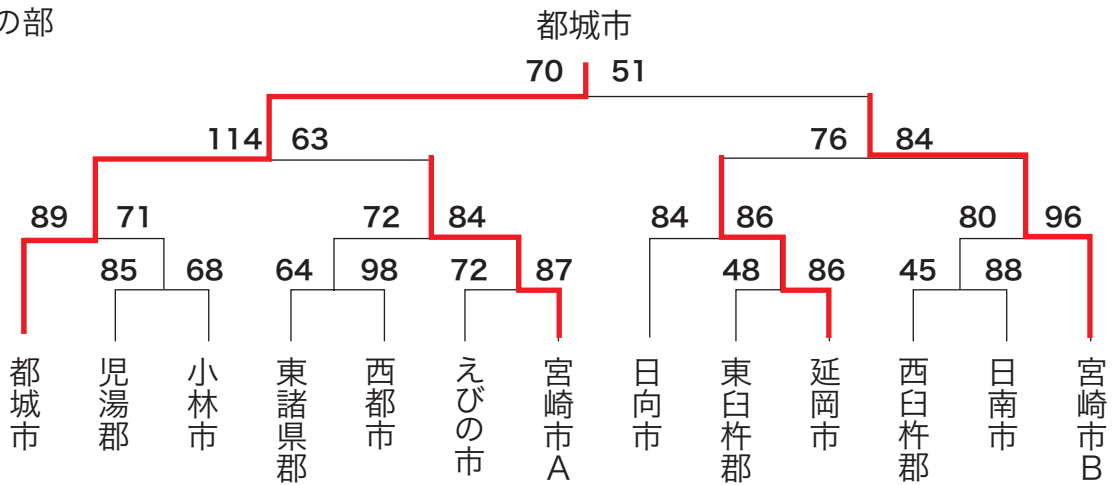 の部
都城市
70 51
114 63 76 84
89 71 72 84 84 86 80 96
85 68 64 98 72 87 48 86 45 88
都城市
児湯郡
小林市
東諸県郡
西都市
えびの市
宮崎市A
日向市
東臼杵郡
延岡市
西臼杵郡
日南市
宮崎市B